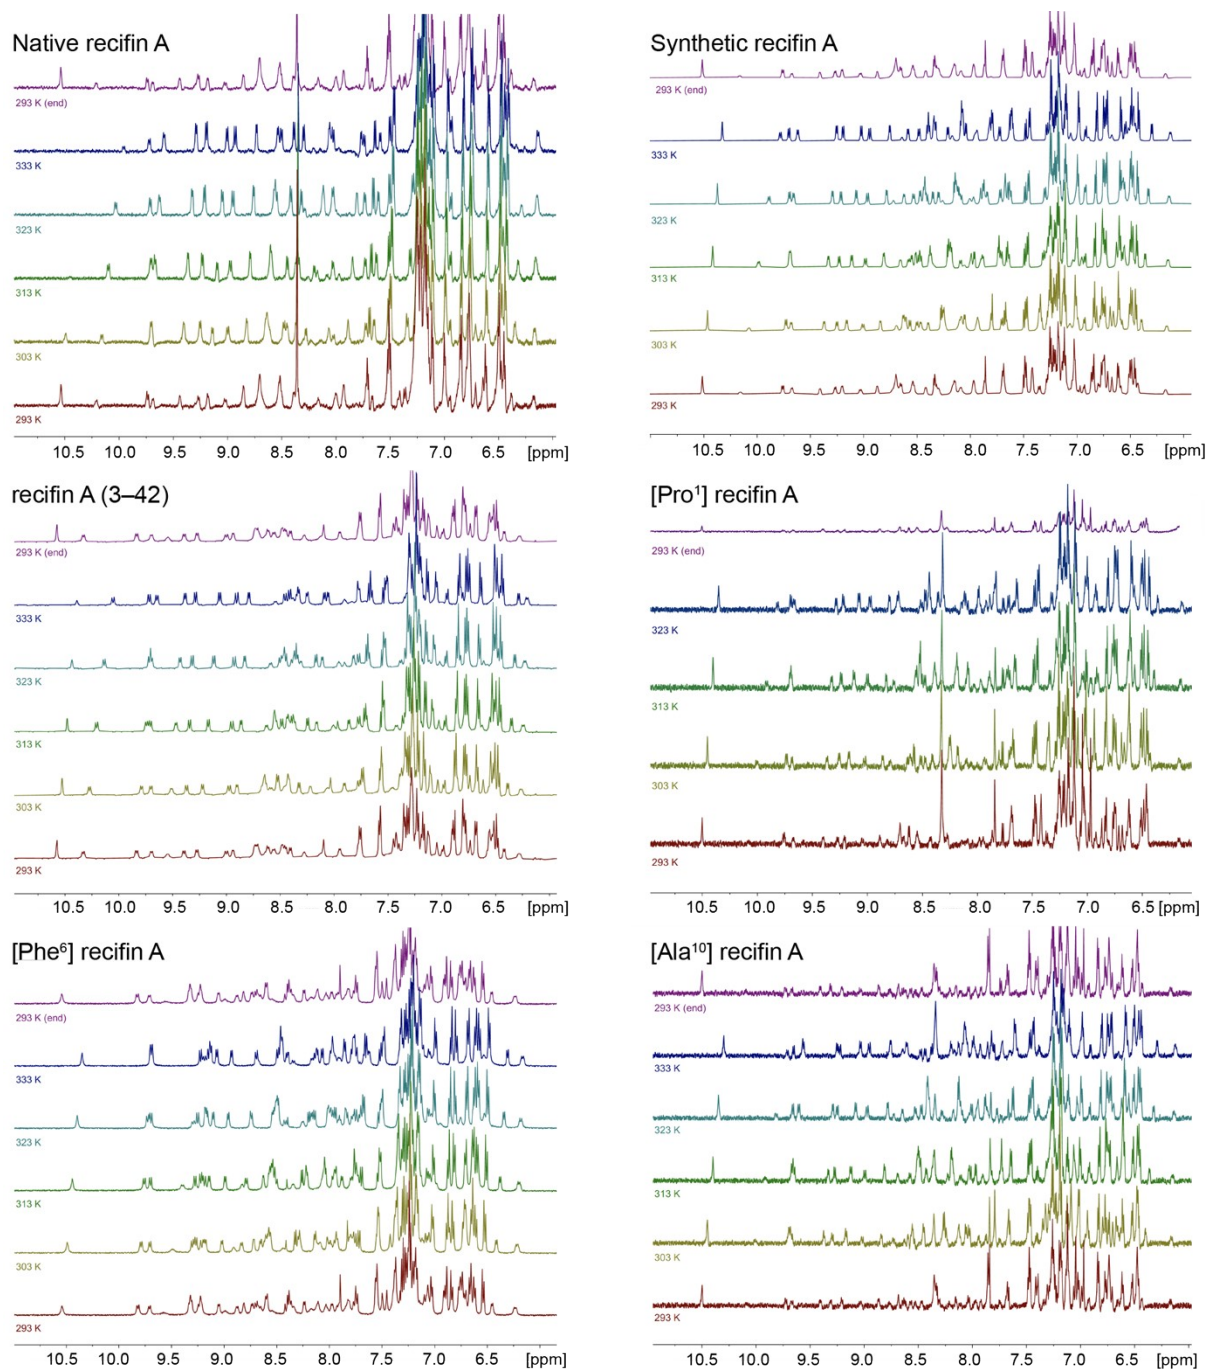 Native recifin A
293 K (end)
333 K
323 K
313 K
303 K
293 K
10.5 10.0 9.5 9.0 8.5 8.0 7.5 7.0 6.5 [ppm]
Synthetic recifin A
293 K (end)
333 K
323 K
313 K
303 K
293 K
10.5 10.0 9.5 9.0 8.5 8.0 7.5 7.0 6.5 [ppm]
recifin A (3–42)
293 K (end)
333 K
323 K
313 K
303 K
293 K
10.5 10.0 9.5 9.0 8.5 8.0 7.5 7.0 6.5 [ppm]
[Pro¹] recifin A
293 K (end)
323 K
313 K
303 K
293 K
10.5 10.0 9.5 9.0 8.5 8.0 7.5 7.0 6.5 [ppm]
[Phe⁶] recifin A
293 K (end)
333 K
323 K
313 K
303 K
293 K
10.5 10.0 9.5 9.0 8.5 8.0 7.5 7.0 6.5 [ppm]
[Ala¹⁰] recifin A
293 K (end)
333 K
323 K
313 K
303 K
293 K
10.5 10.0 9.5 9.0 8.5 8.0 7.5 7.0 6.5 [ppm]